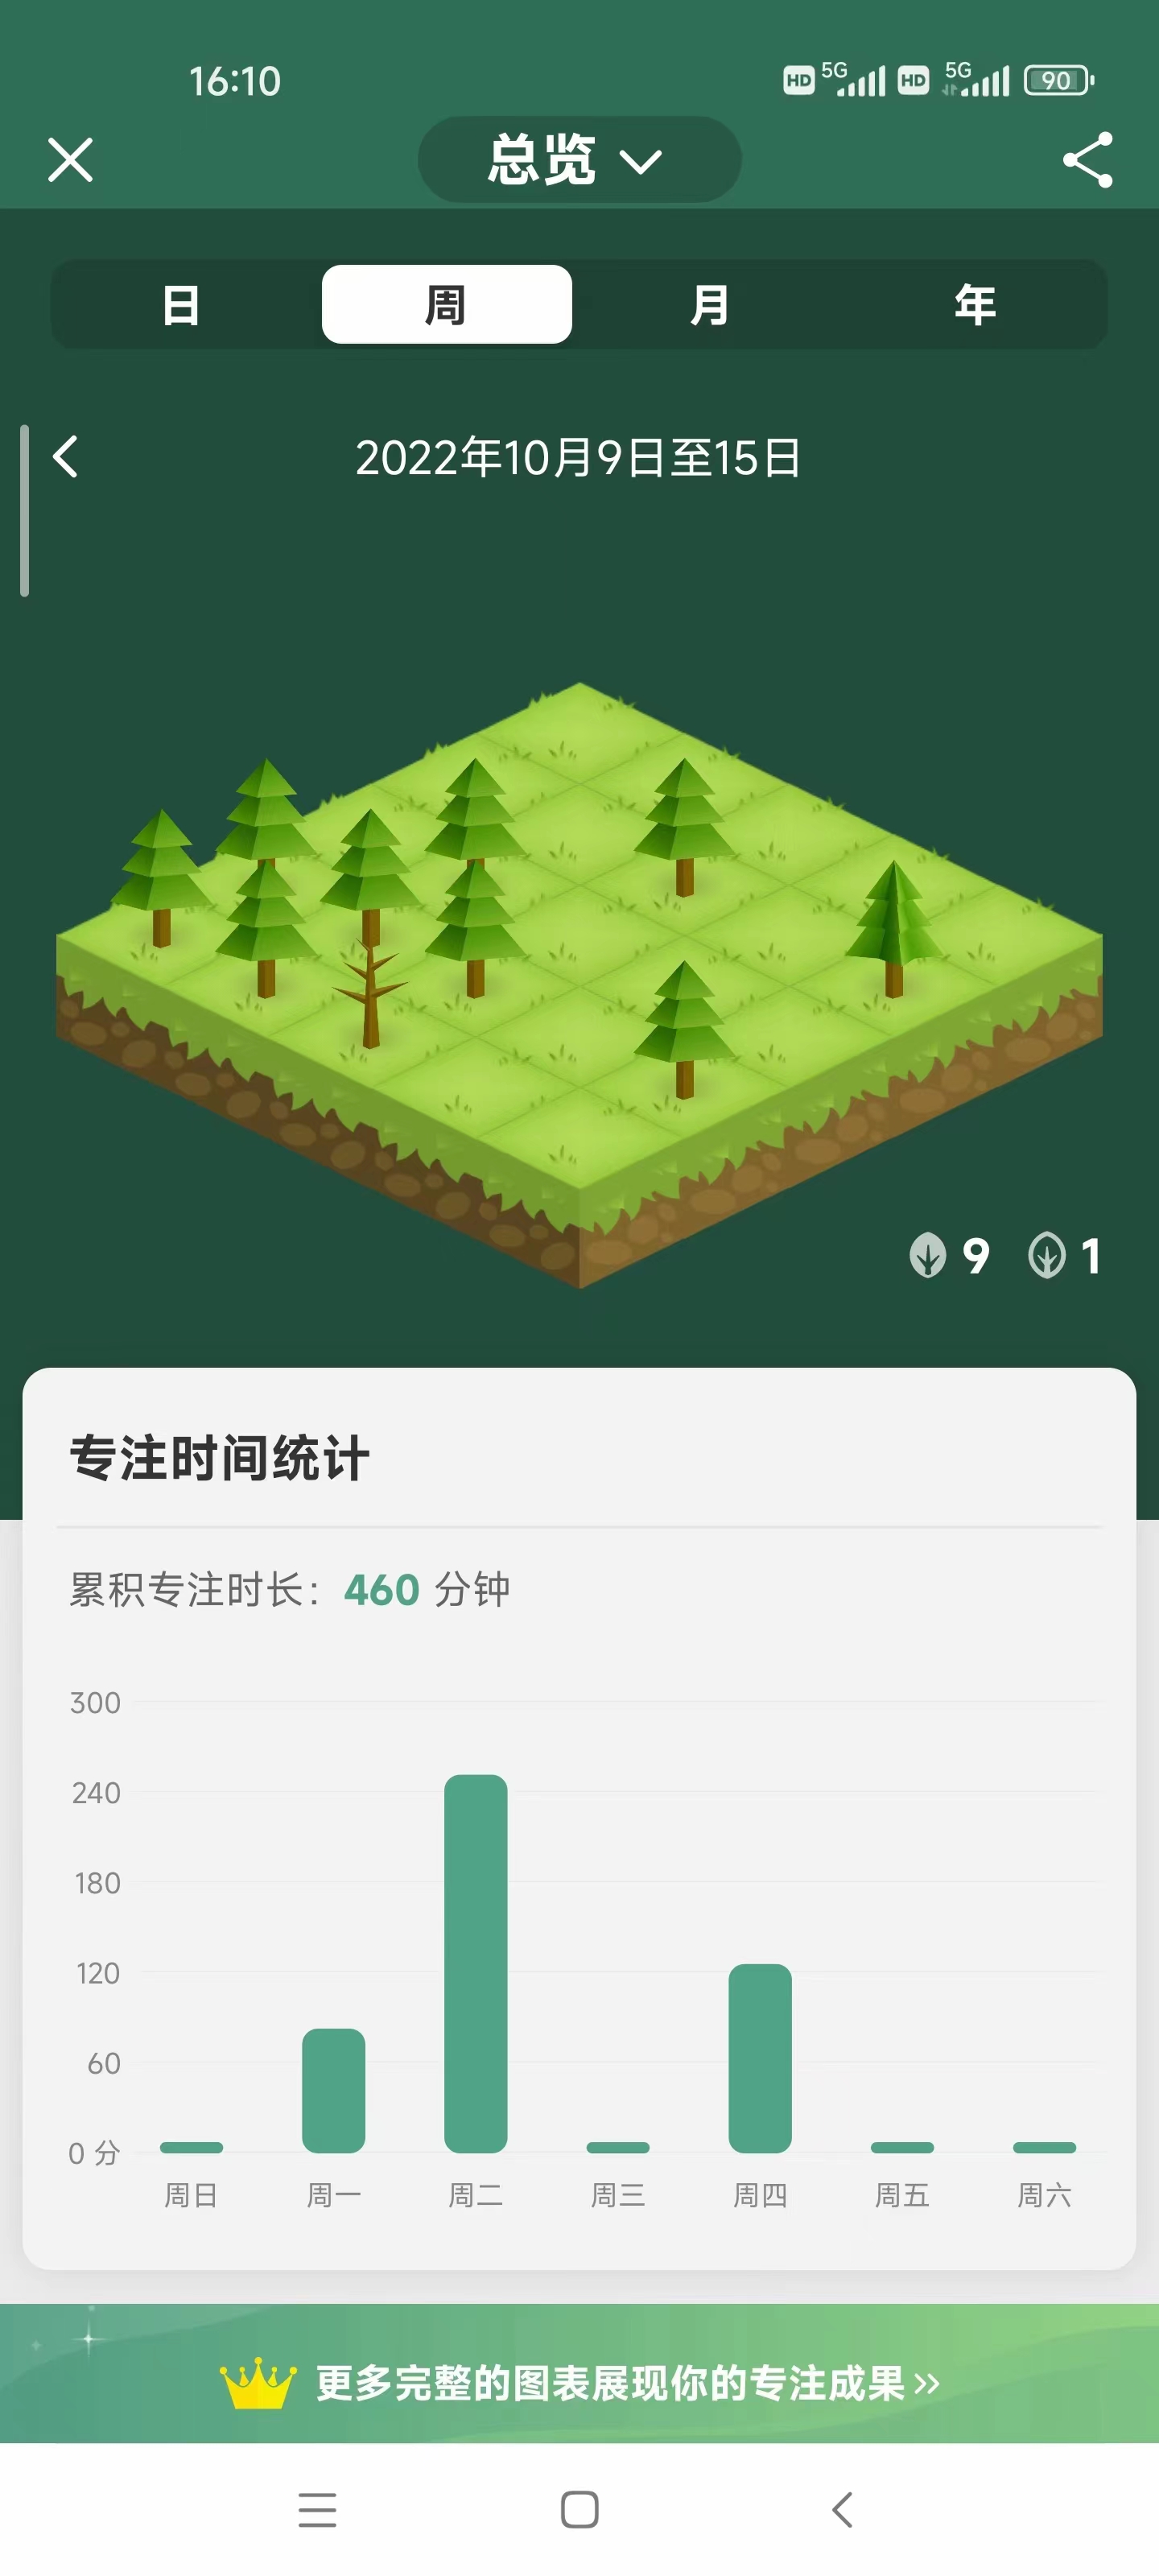 16:10 HD 5G HD 5G 90
总览
日 周 月 年
2022年10月9日至15日
9 1
专注时间统计
累积专注时长：460 分钟
300
240
180
120
60
0 分
周日 周一 周二 周三 周四 周五 周六
更多完整的图表展现你的专注成果 >>